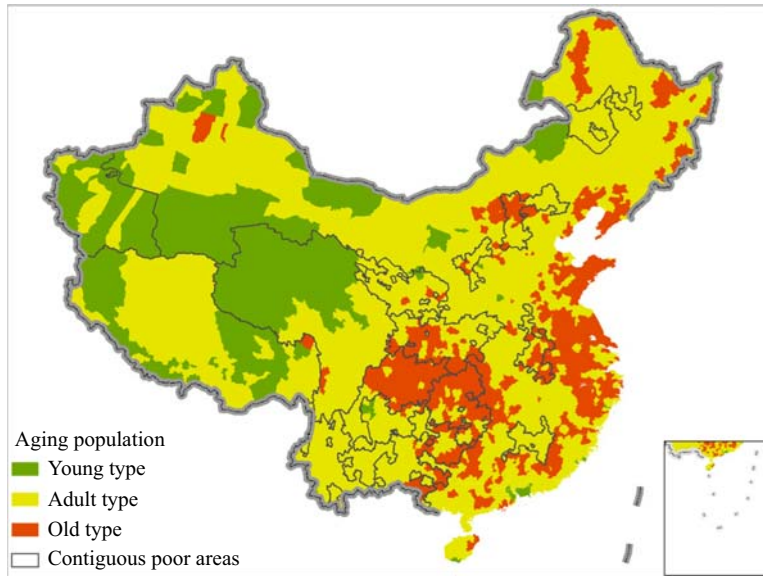 Aging population
Young type
Adult type
Old type
Contiguous poor areas